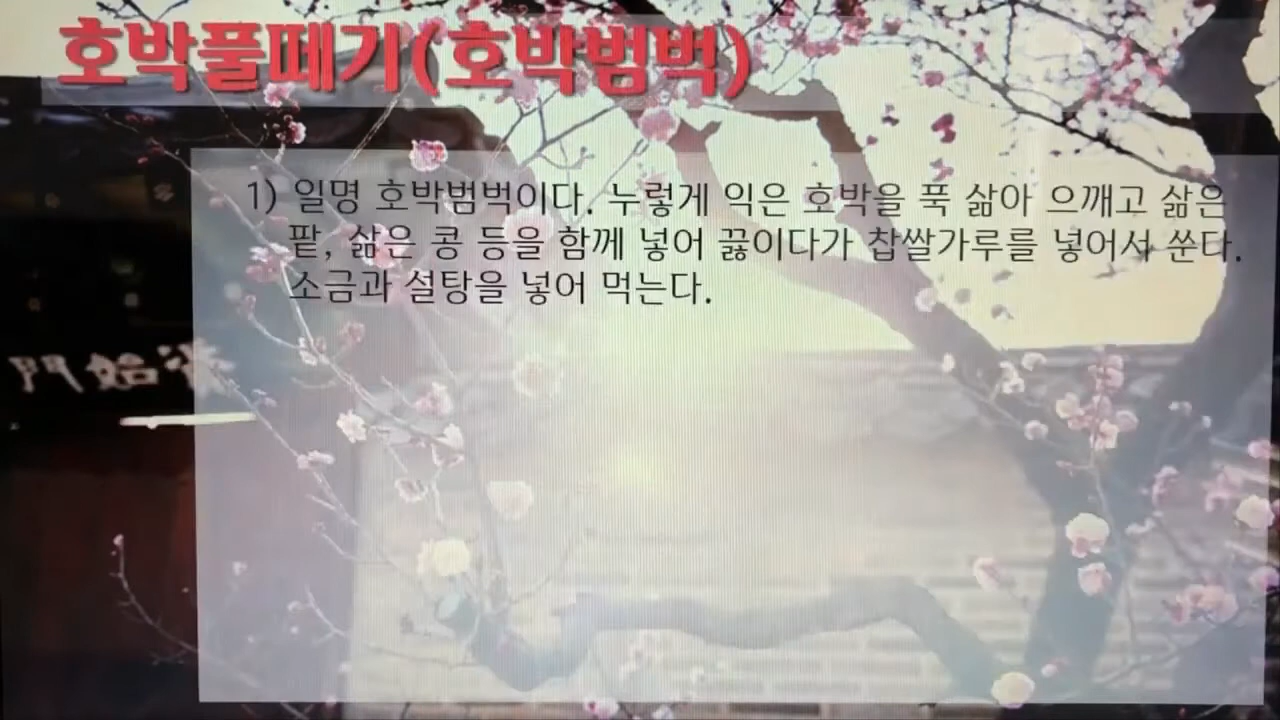 호박풀떼기(호박범벅)
1) 일명 호박범벅이다. 누렇게 익은 호박을 푹 삶아 으깨고 삶은
팥, 삶은 콩 등을 함께 넣어 끓이다가 찹쌀가루를 넣어서 쑨다.
소금과 설탕을 넣어 먹는다.